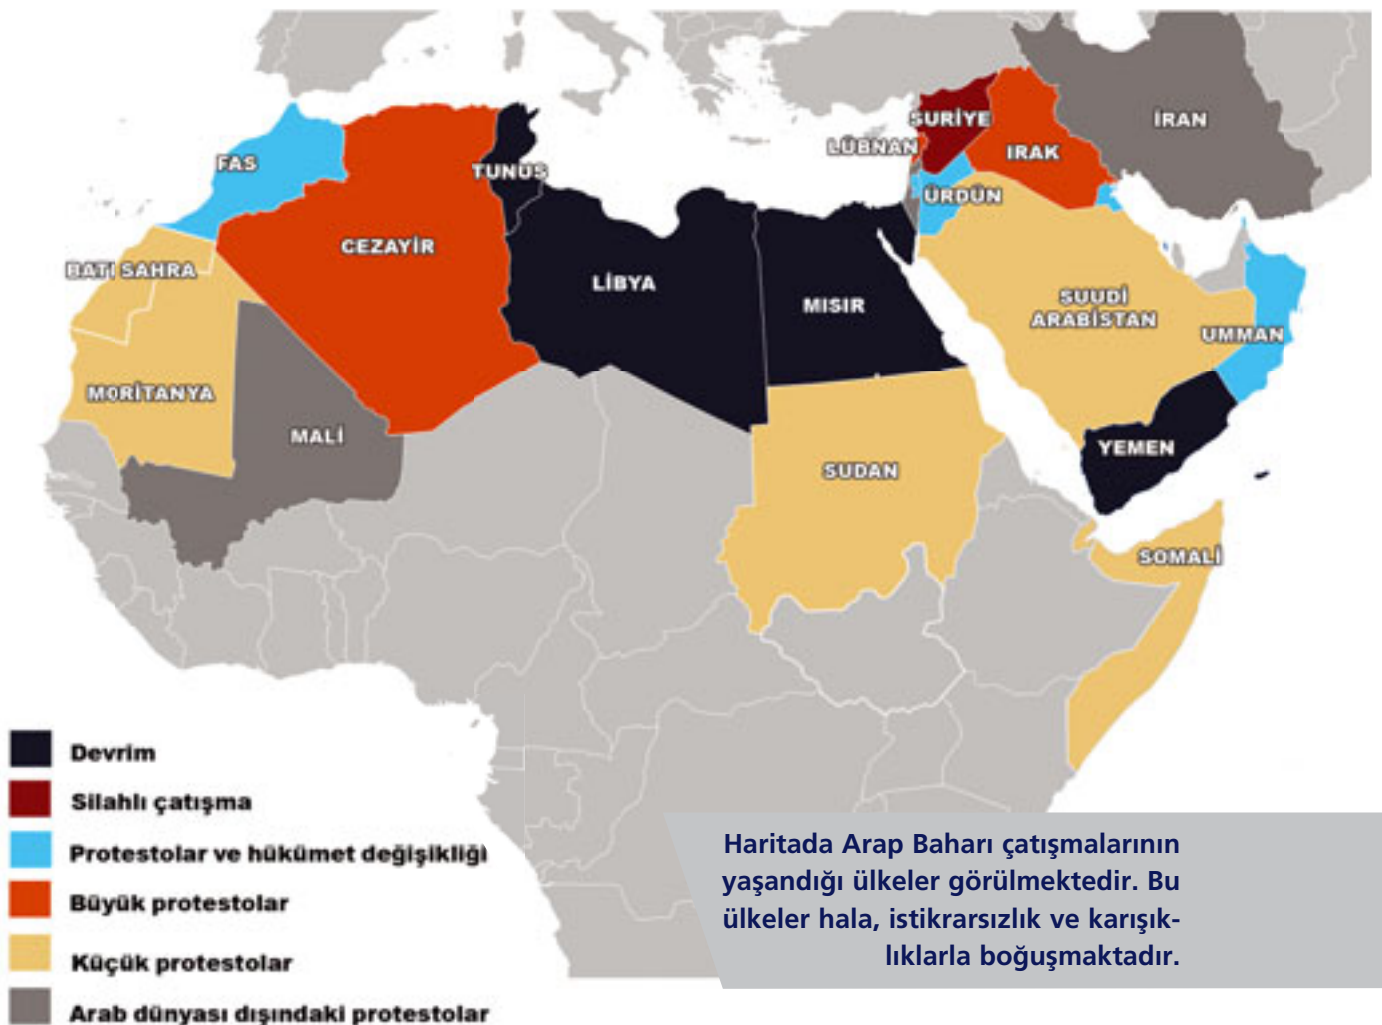 SURİYE
İRAN
LÜBNAN
IRAK
FAS
TUNUS
ÜRDÜN
CEZAYİR
BATI SAHRA
LİBYA
MISIR
SUUDİ
ARABİSTAN
UMMAN
MORİTANYA
MALİ
YEMEN
SUDAN
SOMALİ
Devrim
Silahlı çatışma
Protestolar ve hükümet değişikliği
Büyük protestolar
Küçük protestolar
Arab dünyası dışındaki protestolar
Haritada Arap Baharı çatışmalarının
yaşandığı ülkeler görülmektedir. Bu
ülkeler hala, istikrarsızlık ve karışık-
lıklarla boğuşmaktadır.